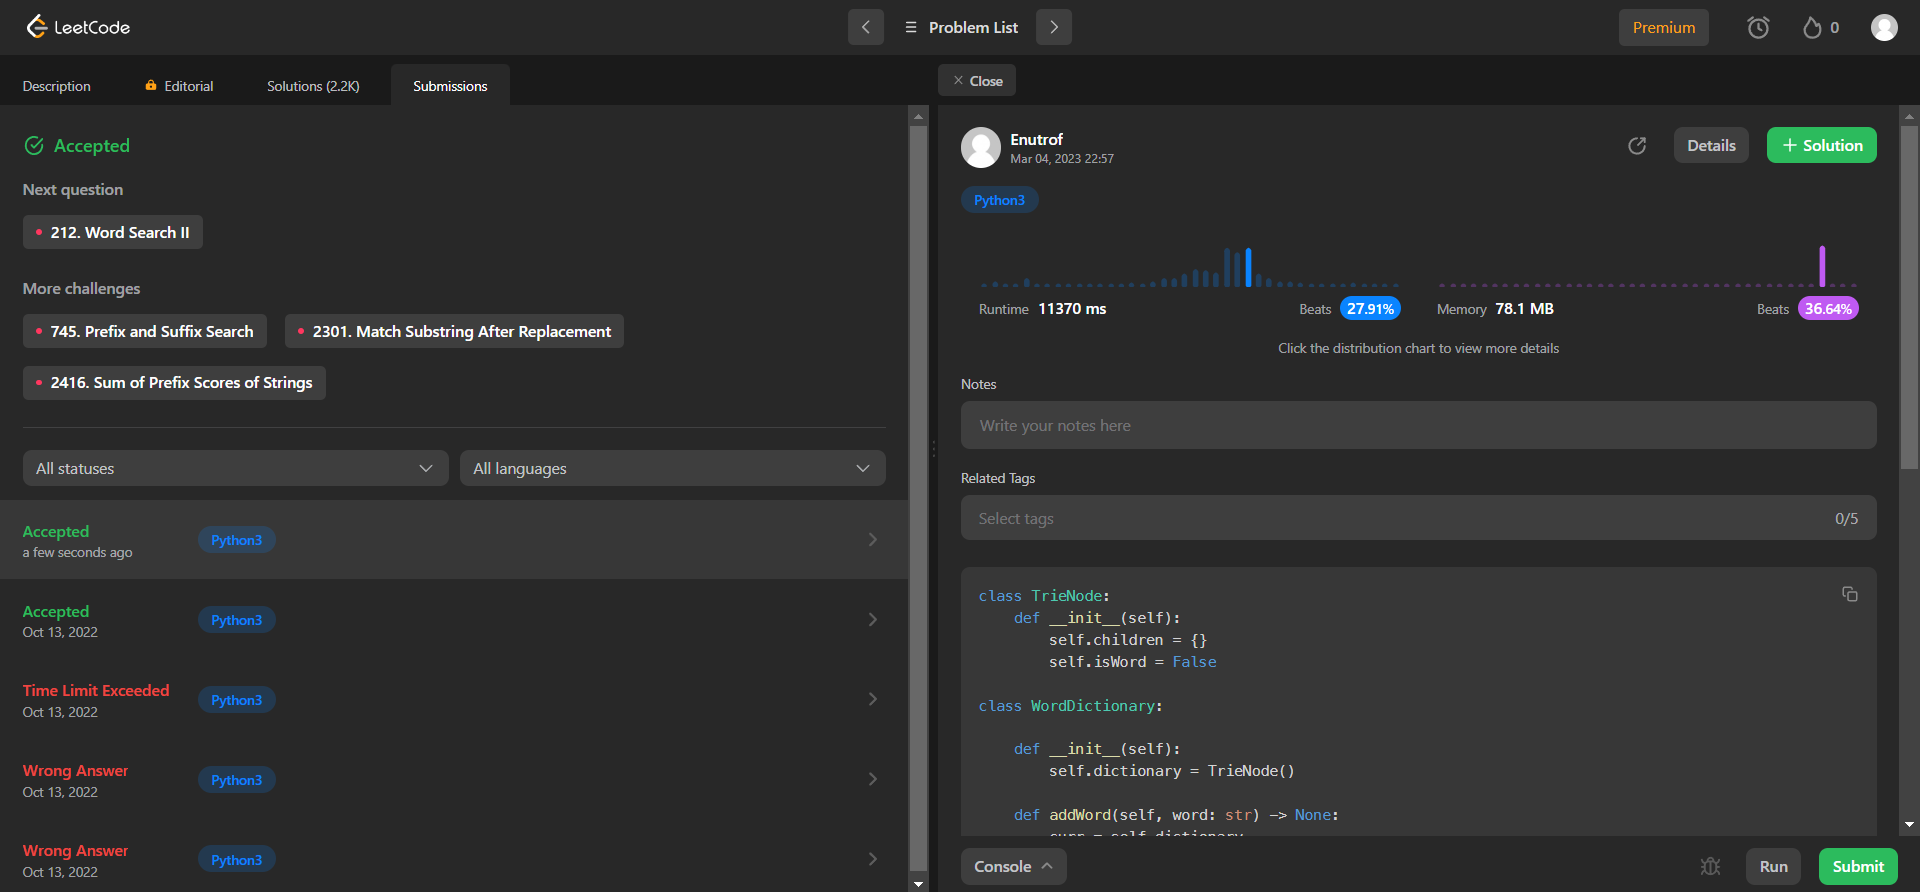 LeetCode
Problem List
Premium
0
Description
Editorial
Solutions (2.2K)
Submissions
Close
Accepted
Next question
212. Word Search II
More challenges
745. Prefix and Suffix Search
2301. Match Substring After Replacement
2416. Sum of Prefix Scores of Strings
All statuses
All languages
Accepted
a few seconds ago
Python3
Accepted
Oct 13, 2022
Python3
Time Limit Exceeded
Oct 13, 2022
Python3
Wrong Answer
Oct 13, 2022
Python3
Wrong Answer
Oct 13, 2022
Python3
Enutrof
Mar 04, 2023 22:57
Details
+ Solution
Python3
Runtime 11370 ms
Beats 27.91%
Memory 78.1 MB
Beats 36.64%
Click the distribution chart to view more details
Notes
Write your notes here
Related Tags
Select tags
0/5
class TrieNode:
    def __init__(self):
        self.children = {}
        self.isWord = False
class WordDictionary:
    def __init__(self):
        self.dictionary = TrieNode()
    def addWord(self, word: str) -> None:
        curr = self.dictionary
Console
Run
Submit